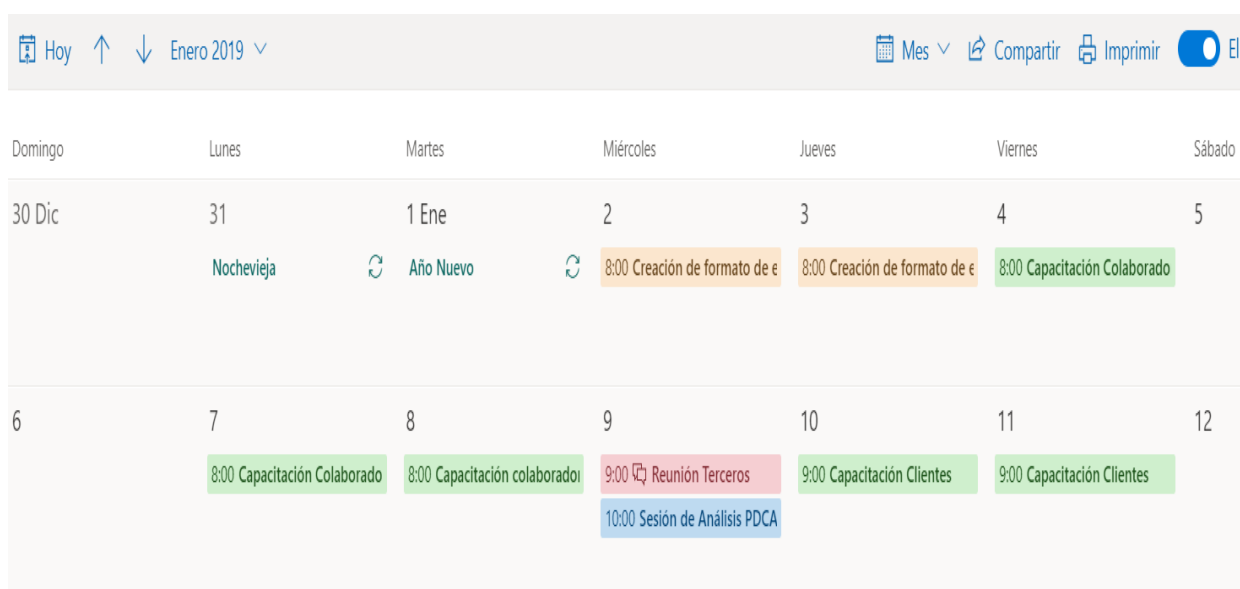 Hoy Enero 2019 Mes Compartir Imprimir El
Domingo Lunes Martes Miércoles Jueves Viernes Sábado
30 Dic 31 1 Ene 2 3 4 5
Nochevieja Año Nuevo 8:00 Creación de formato de e 8:00 Creación de formato de e 8:00 Capacitación Colaborado
6 7 8 9 10 11 12
8:00 Capacitación Colaborado 8:00 Capacitación colaborador 9:00 Reunión Terceros 9:00 Capacitación Clientes 9:00 Capacitación Clientes
10:00 Sesión de Análisis PDCA